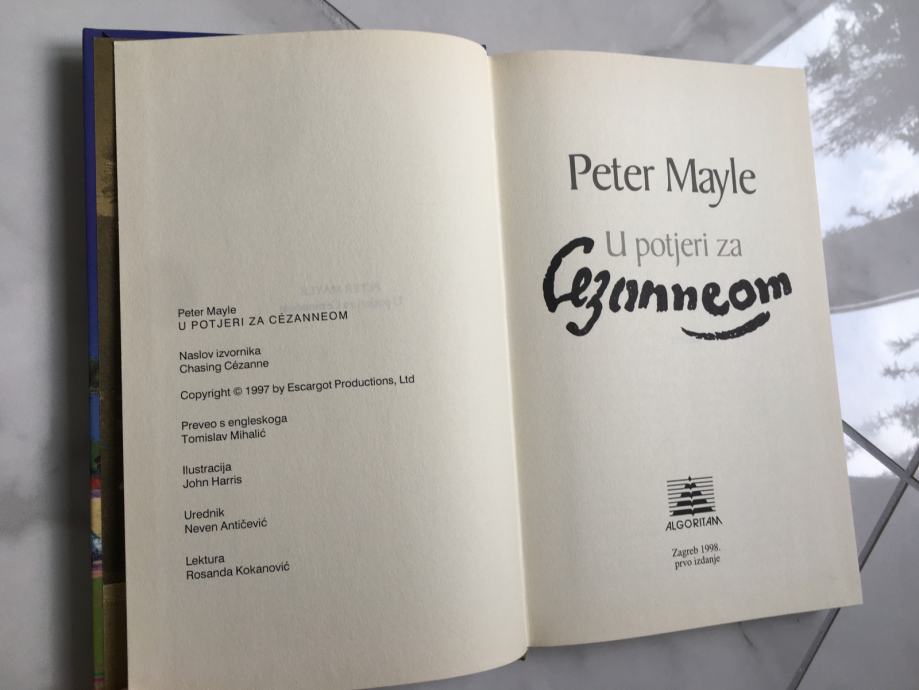 Peter Mayle
U POTJERI ZA CÉZANNEOM
Naslov izvornika
Chasing Cézanne
Copyright © 1997 by Escargot Productions, Ltd
Preveo s engleskoga
Tomislav Mihalić
Ilustracija
John Harris
Urednik
Neven Antičević
Lektura
Rosanda Kokanović
Peter Mayle
U potjeri za
Cézanneom
ALGORITAM
Zagreb 1998.
prvo izdanje